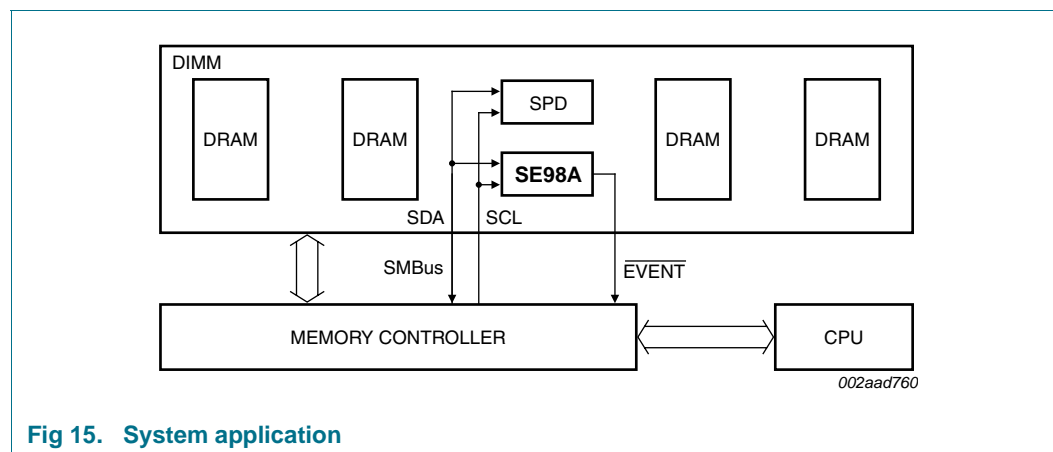 DIMM
DRAM
DRAM
SPD
SE98A
DRAM
DRAM
SDA
SCL
SMBus
EVENT
MEMORY CONTROLLER
CPU
002aad760
Fig 15. System application